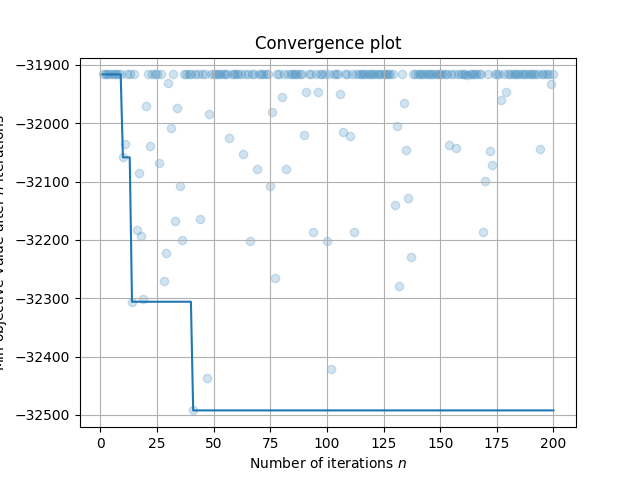 Convergence plot
Min objective value after n iterations
−31900
−32000
−32100
−32200
−32300
−32400
−32500
0 25 50 75 100 125 150 175 200
Number of iterations n